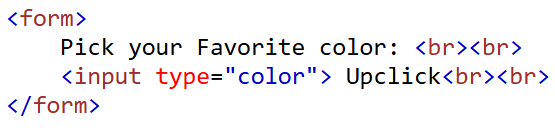 <form>
    Pick your Favorite color: <br><br>
    <input type="color"> Upclick<br><br>
</form>